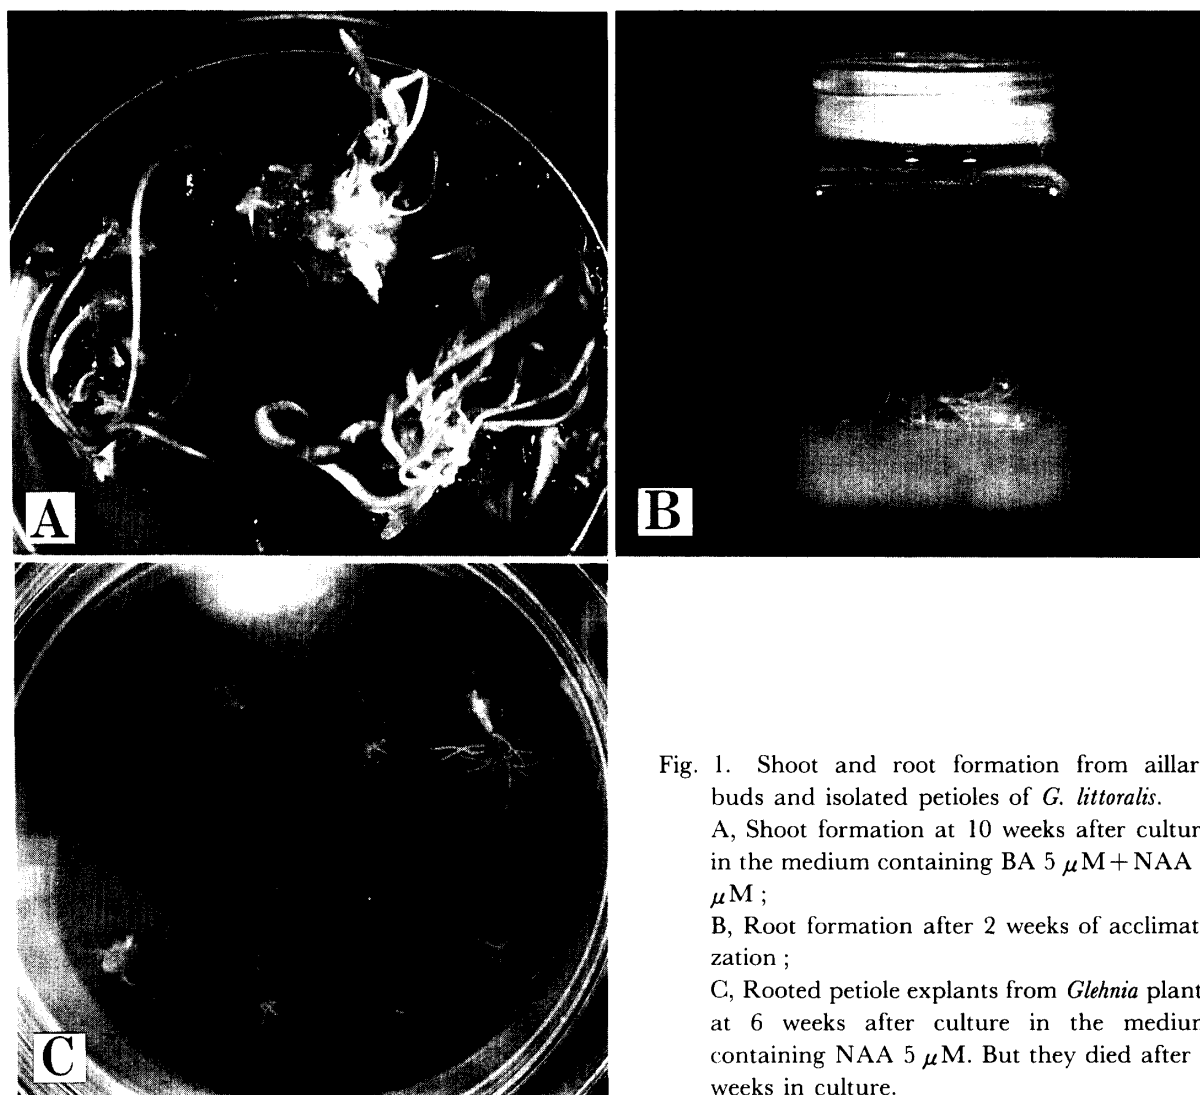 A
B
C
Fig. 1. Shoot and root formation from aillar
buds and isolated petioles of G. littoralis.
A, Shoot formation at 10 weeks after cultur
in the medium containing BA 5 μM+NAA
μM ;
B, Root formation after 2 weeks of acclimat
zation ;
C, Rooted petiole explants from Glehnia plant
at 6 weeks after culture in the medium
containing NAA 5 μM. But they died after
weeks in culture.